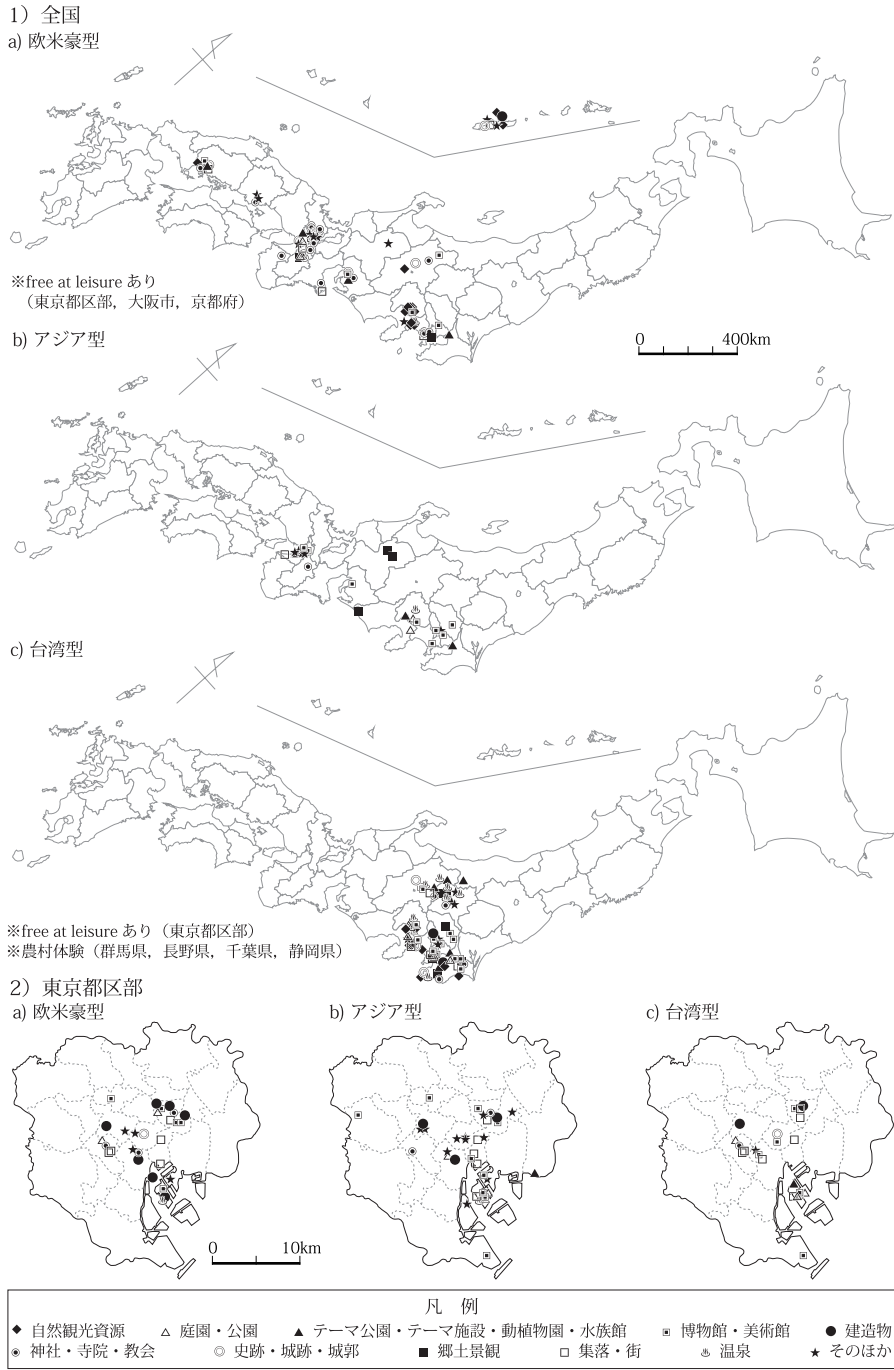 1）全国
a) 欧米豪型
※free at leisure あり
（東京都区部，大阪市，京都府）
0 400km
b) アジア型
c) 台湾型
※free at leisure あり（東京都区部）
※農村体験（群馬県，長野県，千葉県，静岡県）
2）東京都区部
a) 欧米豪型 b) アジア型 c) 台湾型
0 10km
凡 例
自然観光資源 庭園・公園 テーマ公園・テーマ施設・動植物園・水族館 博物館・美術館 建造物
神社・寺院・教会 史跡・城跡・城郭 郷土景観 集落・街 温泉 そのほか